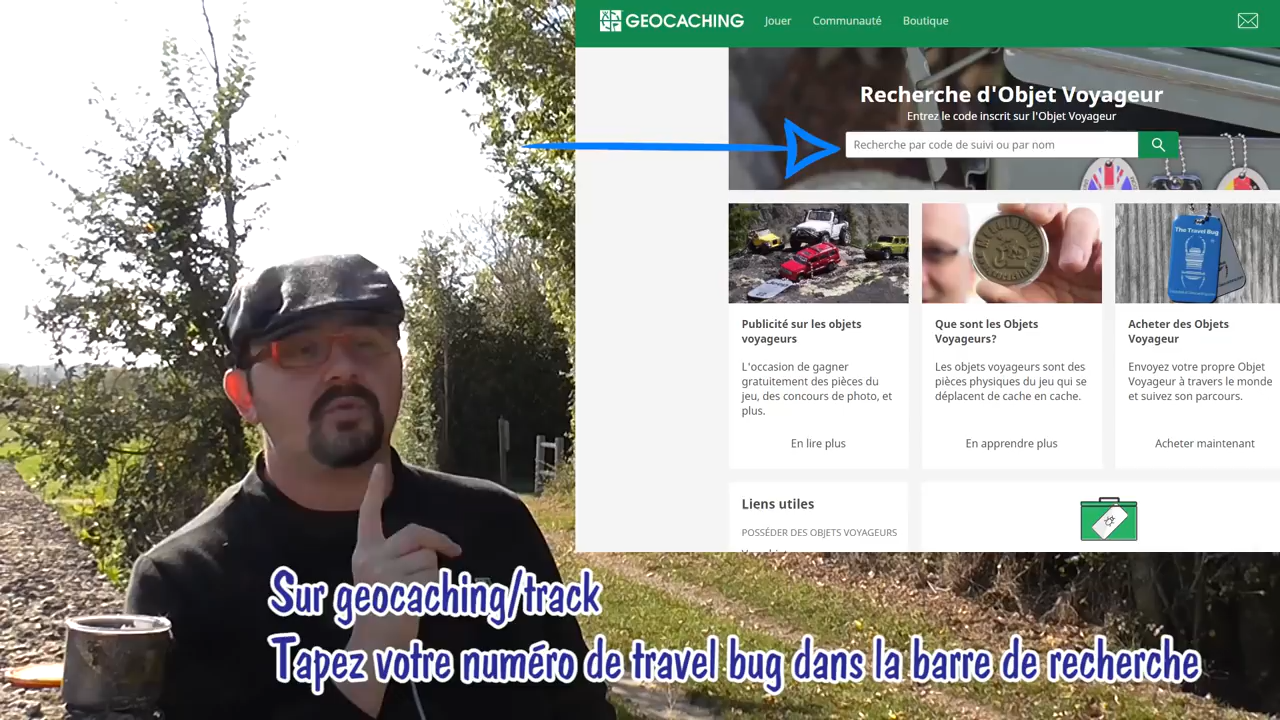 GEOCACHING
Jouer
Communauté
Boutique
Recherche d'Objet Voyageur
Entrez le code inscrit sur l'Objet Voyageur
Recherche par code de suivi ou par nom
The Travel Bug
Publicité sur les objets
voyageurs
L'occasion de gagner
gratuitement des pièces du
jeu, des concours de photo, et
plus.
En lire plus
Que sont les Objets
Voyageurs?
Les objets voyageurs sont des
pièces physiques du jeu qui se
déplacent de cache en cache.
En apprendre plus
Acheter des Objets
Voyageur
Envoyez votre propre Objet
Voyageur à travers le monde
et suivez son parcours.
Acheter maintenant
Liens utiles
POSSÉDER DES OBJETS VOYAGEURS
Sur geocaching/track
Tapez votre numéro de travel bug dans la barre de recherche